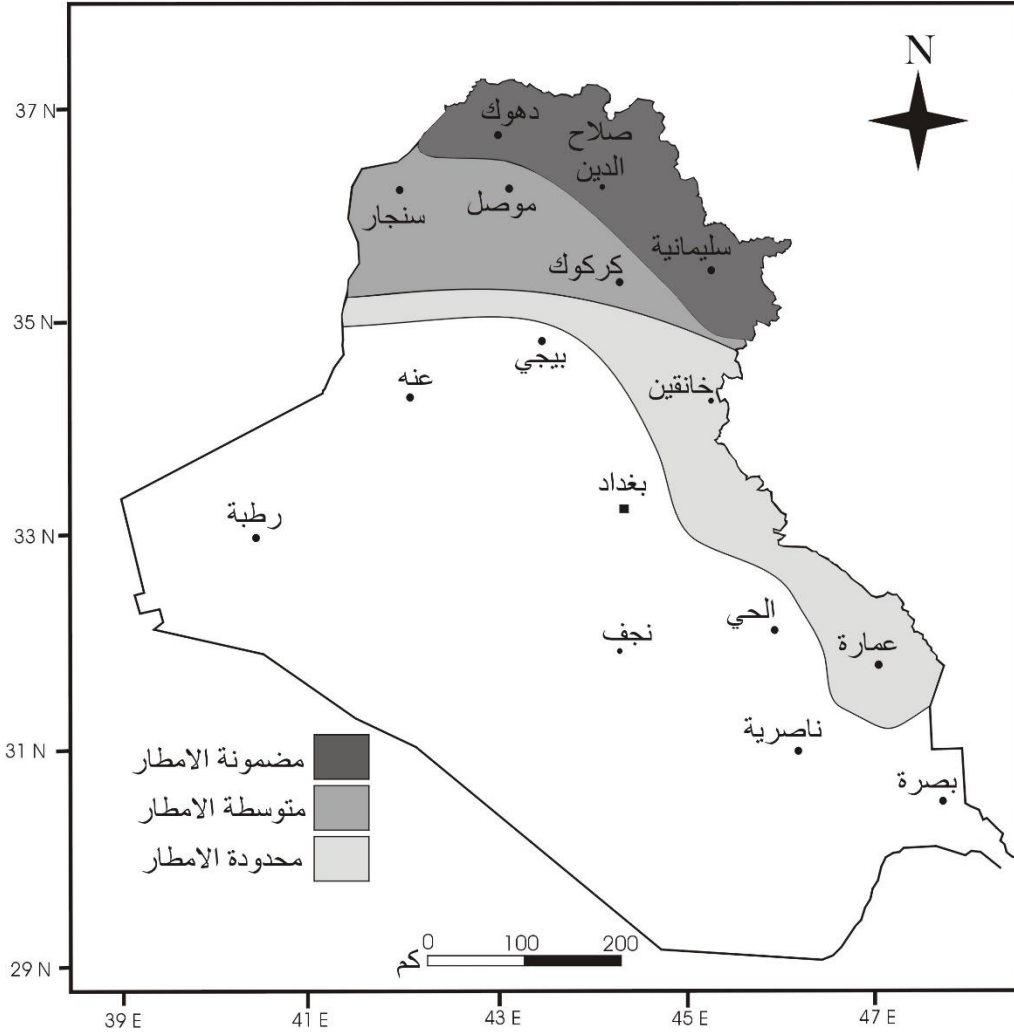 N
37 N
35 N
33 N
31 N
29 N
دهوك
صلاح
الدين
سنجار
موصل
سليمانية
كركوك
بيجي
خانقين
عنه
بغداد
رطبة
الحي
نجف
عمارة
ناصرية
بصرة
مضمونة الامطار
متوسطة الامطار
محدودة الامطار
0 100 200
كم
39 E 41 E 43 E 45 E 47 E